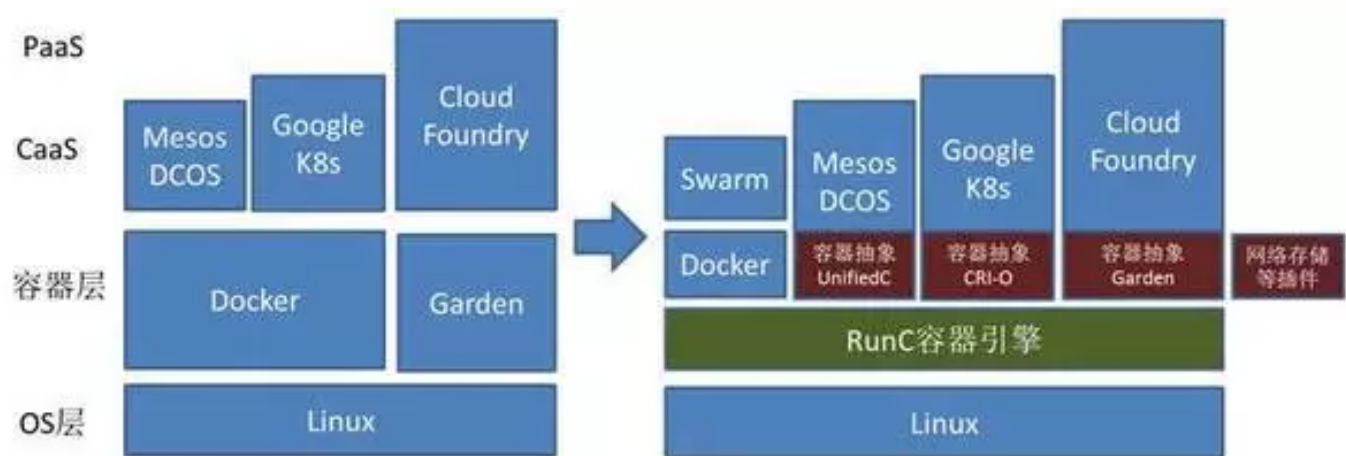 PaaS
CaaS
容器层
OS层
Mesos
DCOS
Google
K8s
Cloud
Foundry
Docker
Garden
Linux
Swarm
Mesos
DCOS
Google
K8s
Cloud
Foundry
Docker
容器抽象
UnifiedC
容器抽象
CRI-O
容器抽象
Garden
网络存储
等插件
RunC容器引擎
Linux